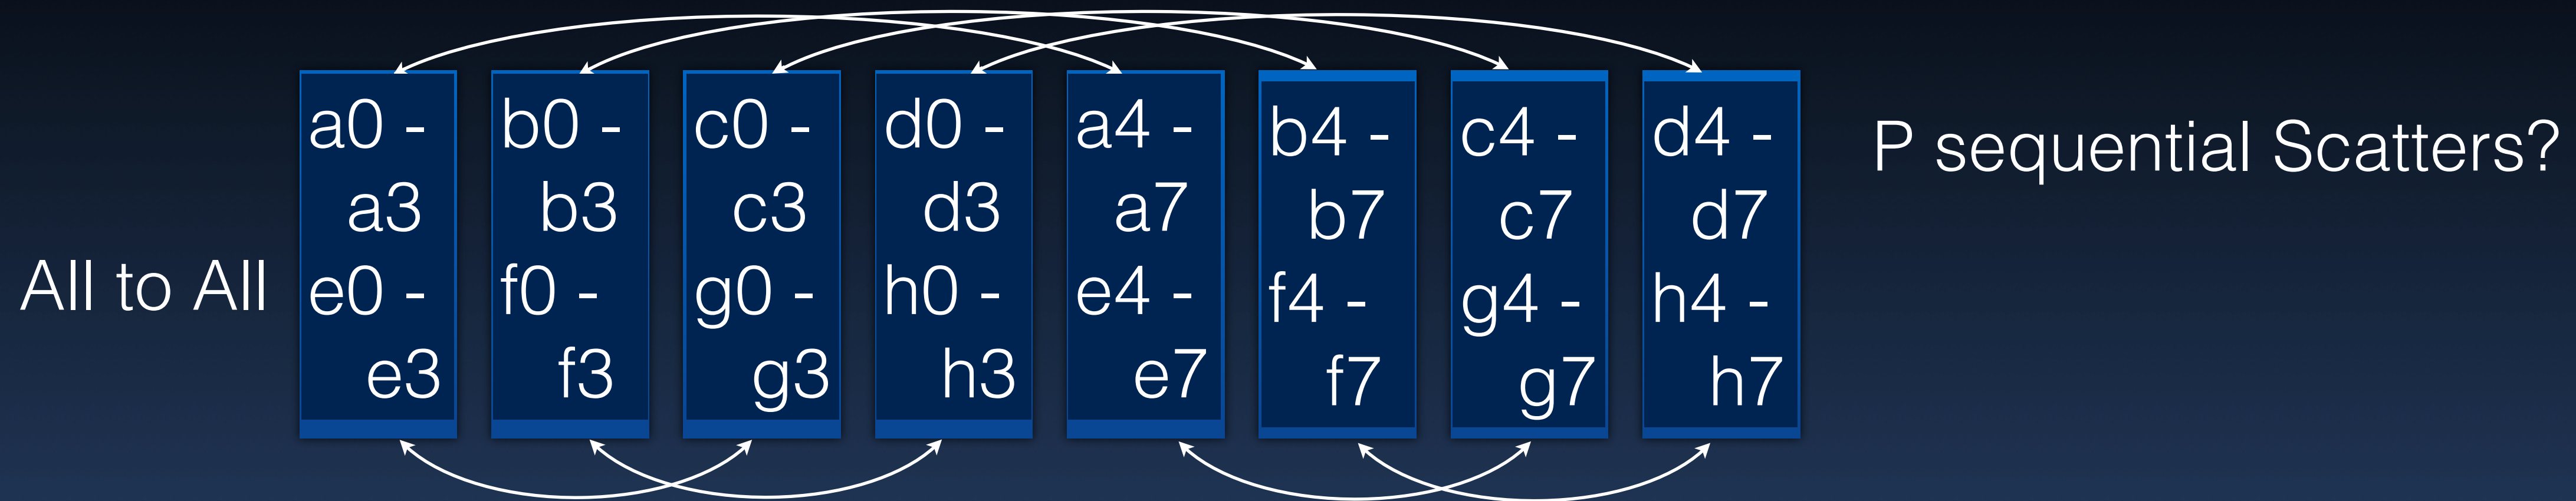 All to All
a0 -
a3
e0 -
e3
b0 -
b3
f0 -
f3
c0 -
c3
g0 -
g3
d0 -
d3
h0 -
h3
a4 -
a7
e4 -
e7
b4 -
b7
f4 -
f7
c4 -
c7
g4 -
g7
d4 -
d7
h4 -
h7
P sequential Scatters?